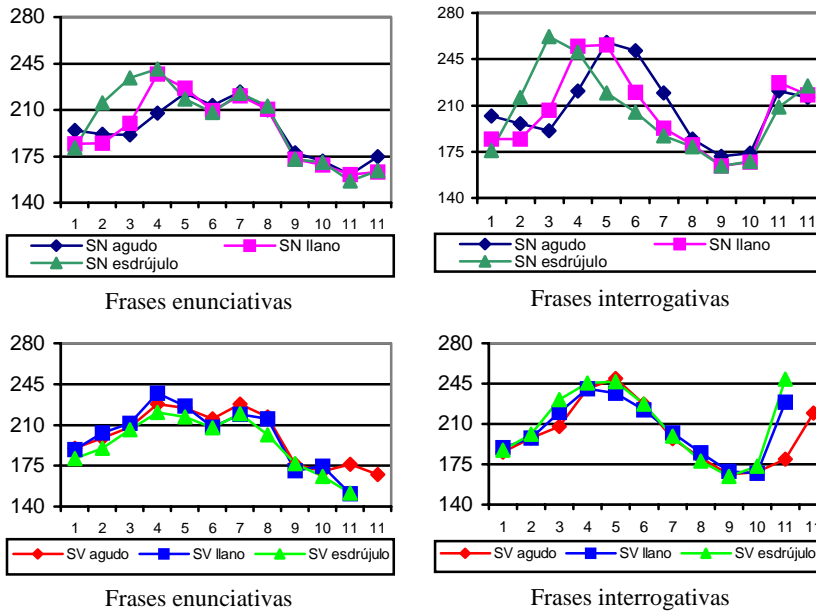 280
245
210
175
140
1 2 3 4 5 6 7 8 9 10 11 11
SN agudo SN llano
SN esdrújulo
Frases enunciativas
280
245
210
175
140
1 2 3 4 5 6 7 8 9 10 11 11
SN agudo SN llano
SN esdrújulo
Frases interrogativas
280
245
210
175
140
1 2 3 4 5 6 7 8 9 10 11 11
SV agudo SV llano SV esdrújulo
Frases enunciativas
280
245
210
175
140
1 2 3 4 5 6 7 8 9 10 11 11
SV agudo SV llano SV esdrújulo
Frases interrogativas